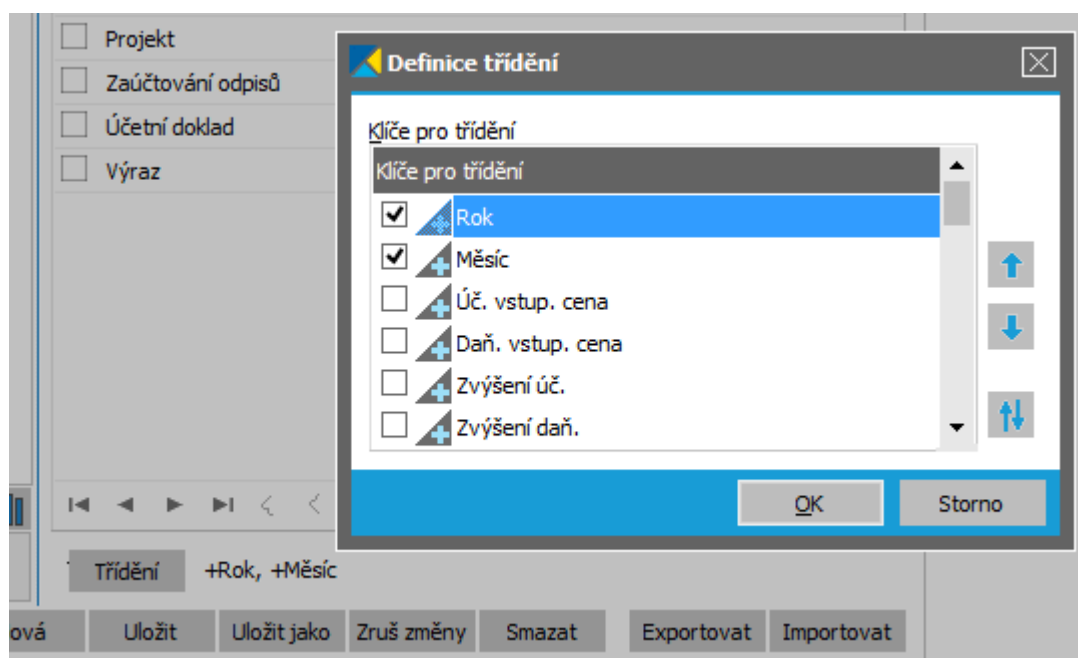 Projekt
Zaúčtování odpisů
Účetní doklad
Výraz
Definice třídění
Klíče pro třídění
Klíče pro třídění
Rok
Měsíc
Úč. vstup. cena
Daň. vstup. cena
Zvýšení úč.
Zvýšení daň.
OK
Storno
Třídění +Rok, +Měsíc
ová Uložit Uložit jako Zruš změny Smazat Exportovat Importovat